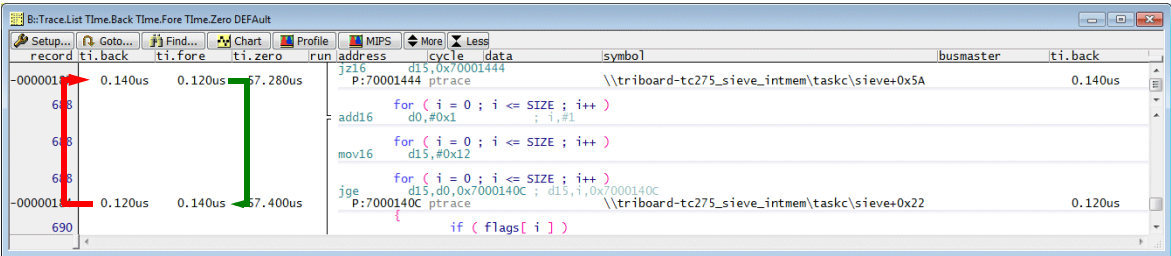 B::Trace.List TIme.Back TIme.Fore TIme.Zero DEFAult
Setup... Goto... Find... Chart Profile MIPS More Less
record ti.back ti.fore ti.zero run address cycle data symbol busmaster ti.back
jz16 d15,0x70001444
0.140us 0.120us 57.280us P:70001444 ptrace \\triboard-tc275_sieve_intmem\taskc\sieve+0x5A 0.140us
688 for ( i = 0 ; i <= SIZE ; i++ )
add16 d0,#0x1 ; i,#1
688 for ( i = 0 ; i <= SIZE ; i++ )
mov16 d15,#0x12
688 for ( i = 0 ; i <= SIZE ; i++ )
jge d15,d0,0x7000140C ; d15,i,0x7000140C
0.120us 0.140us 57.400us P:7000140C ptrace \\triboard-tc275_sieve_intmem\taskc\sieve+0x22 0.120us
{
690 if ( flags[ i ] )